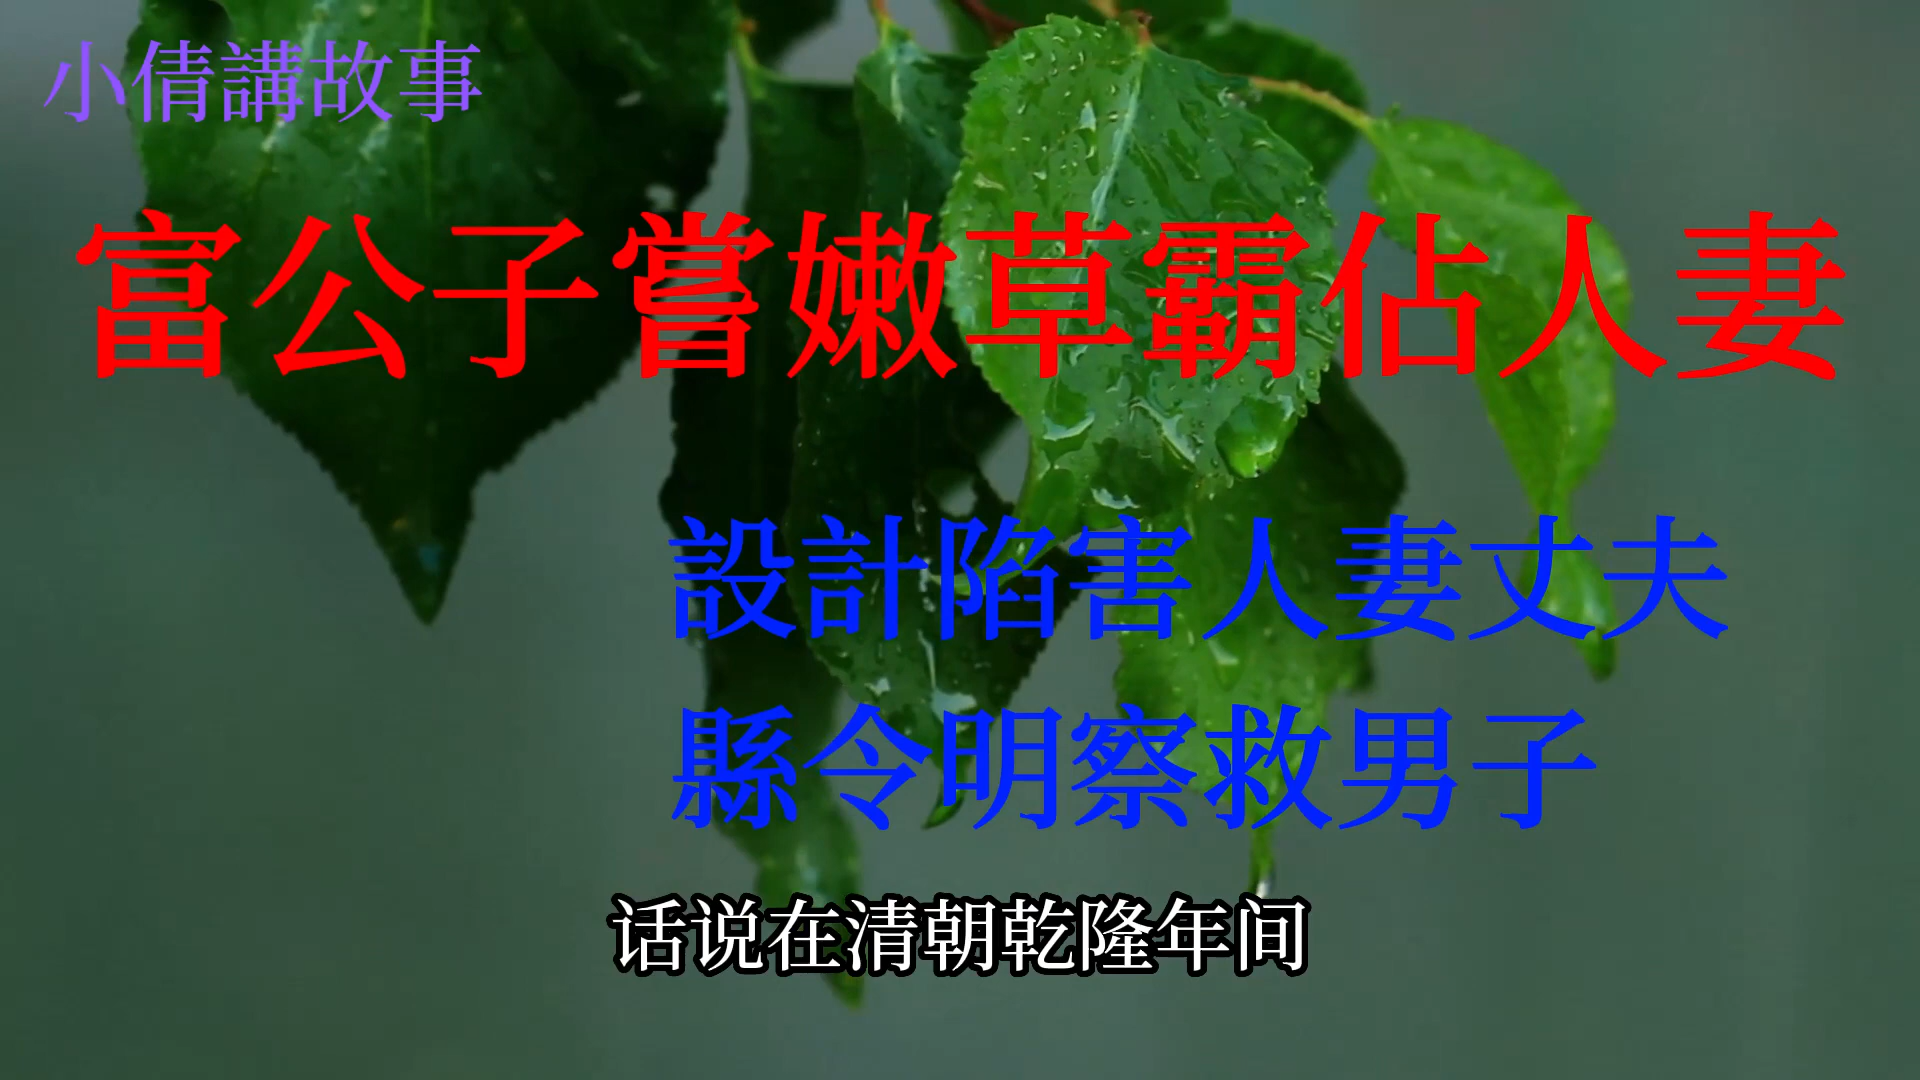 小倩講故事
富公子嘗嫩草霸佔人妻
設計陷害人妻丈夫
縣令明察救男子
话说在清朝乾隆年间